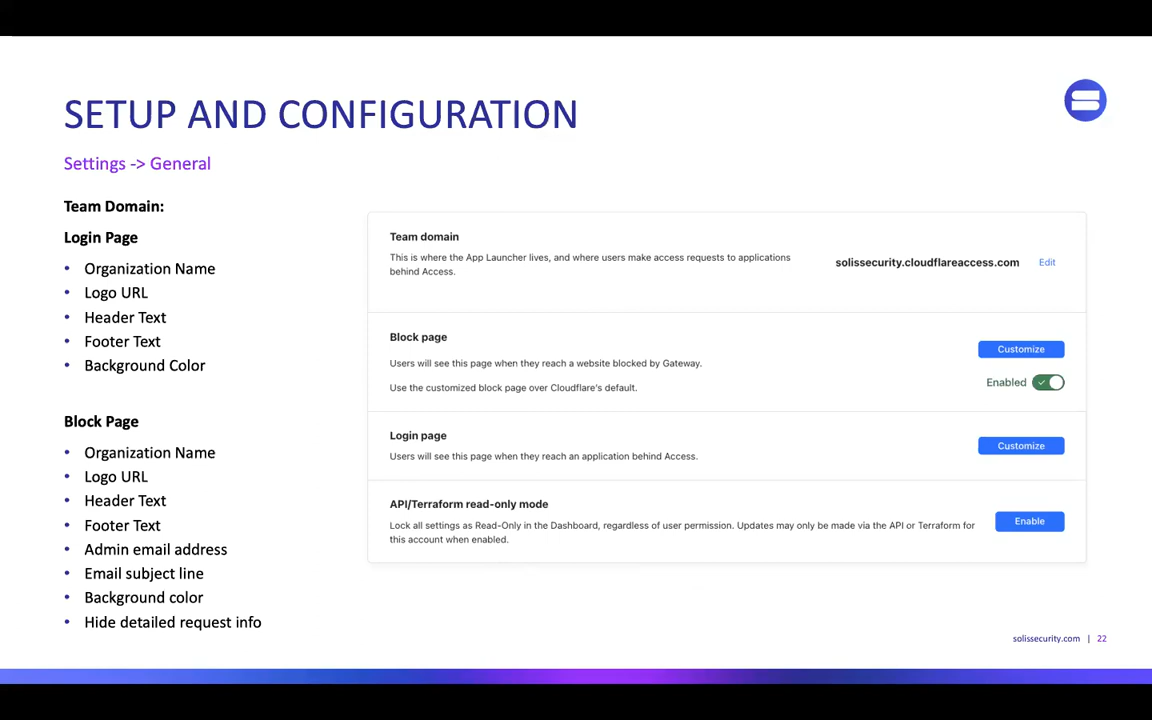 SETUP AND CONFIGURATION
Settings -> General
Team Domain:
Login Page
• Organization Name
• Logo URL
• Header Text
• Footer Text
• Background Color
Block Page
• Organization Name
• Logo URL
• Header Text
• Footer Text
• Admin email address
• Email subject line
• Background color
• Hide detailed request info
Team domain
This is where the App Launcher lives, and where users make access requests to applications
behind Access.
solissecurity.cloudflareaccess.com Edit
Block page
Users will see this page when they reach a website blocked by Gateway.
Use the customized block page over Cloudflare's default.
Customize
Enabled
Login page
Users will see this page when they reach an application behind Access.
Customize
API/Terraform read-only mode
Lock all settings as Read-Only in the Dashboard, regardless of user permission. Updates may only be made via the API or Terraform for
this account when enabled.
Enable
solissecurity.com | 22